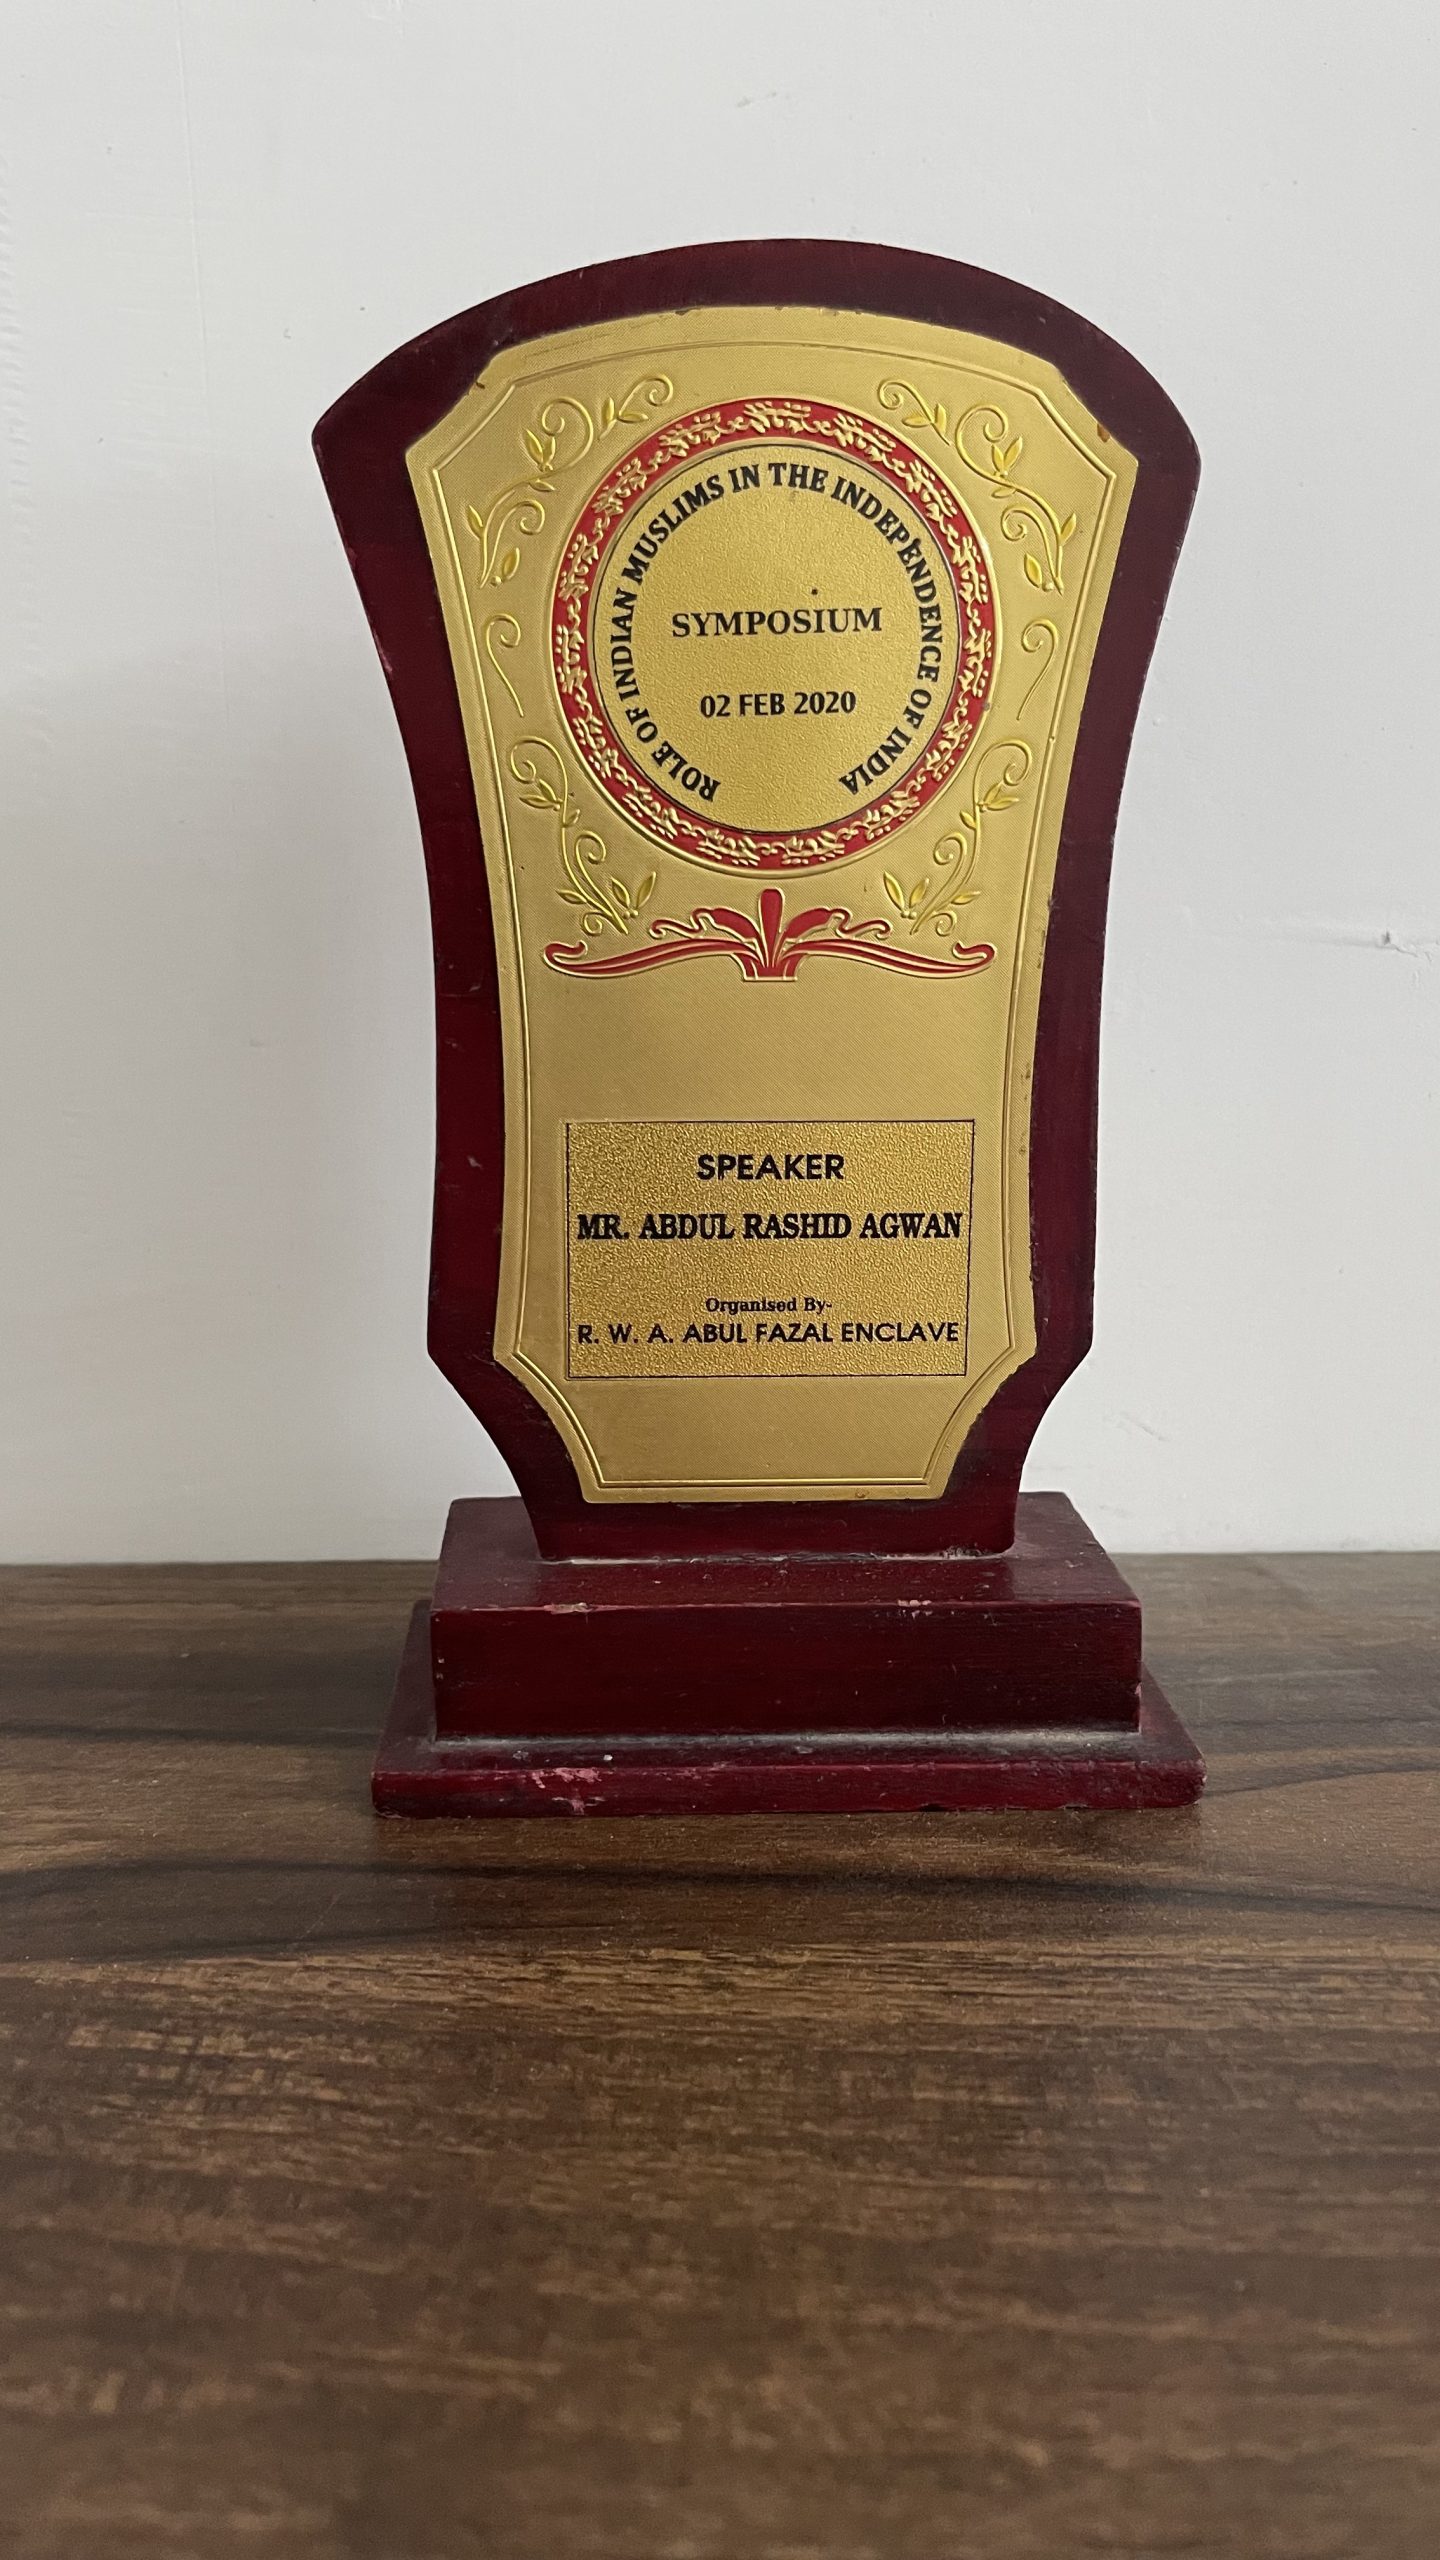 ROLE OF INDIAN MUSLIMS IN THE INDEPENDENCE OF INDIA
SYMPOSIUM
02 FEB 2020
SPEAKER
MR. ABDUL RASHID AGWAN
Organised By-
R. W. A. ABUL FAZAL ENCLAVE